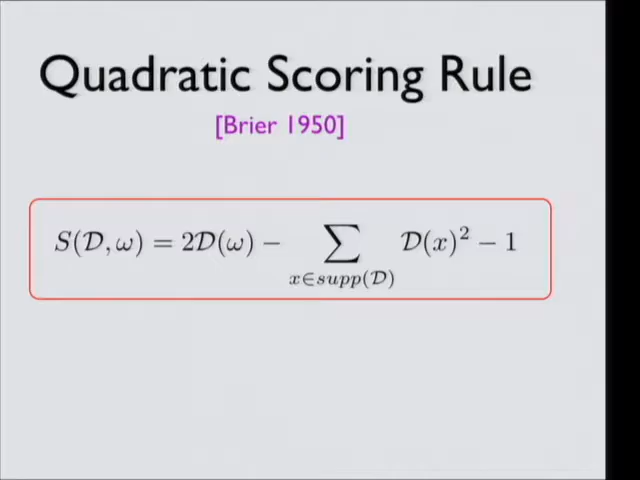 Quadratic Scoring Rule
[Brier 1950]
S(𝒟, ω) = 2𝒟(ω) − ∑_{x∈supp(𝒟)} 𝒟(x)² − 1